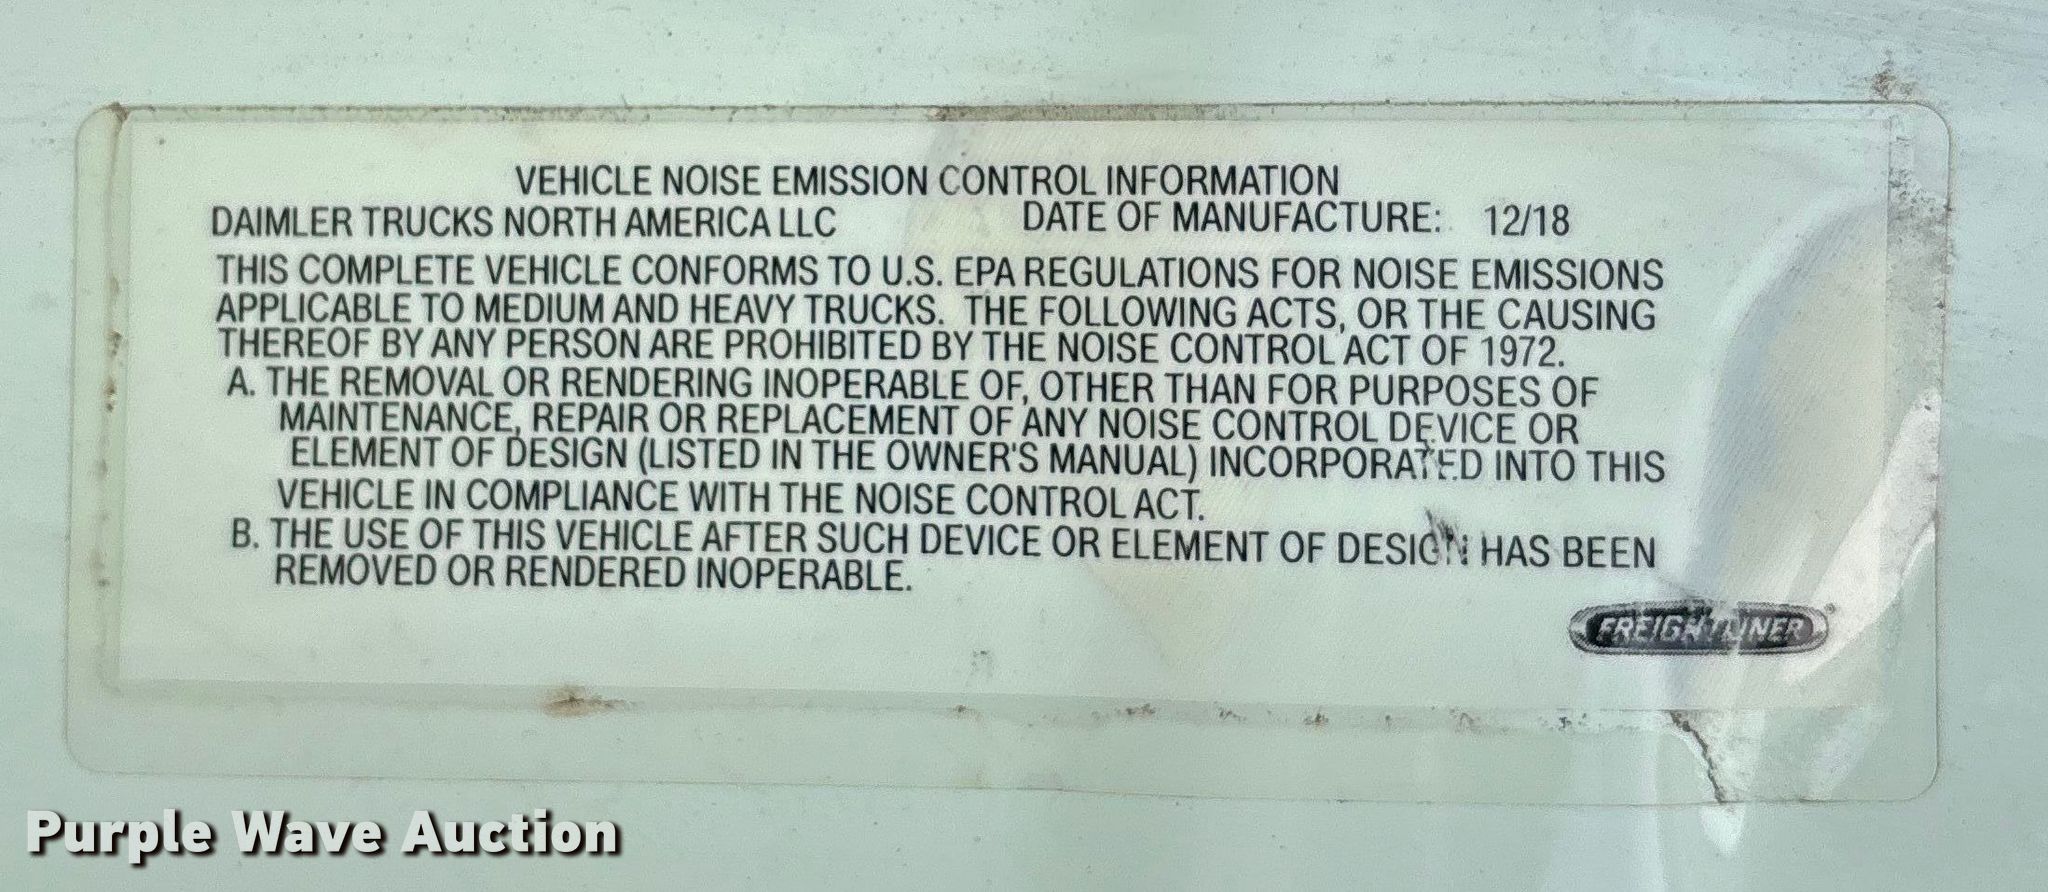 VEHICLE NOISE EMISSION CONTROL INFORMATION
DAIMLER TRUCKS NORTH AMERICA LLC DATE OF MANUFACTURE: 12/18
THIS COMPLETE VEHICLE CONFORMS TO U.S. EPA REGULATIONS FOR NOISE EMISSIONS
APPLICABLE TO MEDIUM AND HEAVY TRUCKS. THE FOLLOWING ACTS, OR THE CAUSING
THEREOF BY ANY PERSON ARE PROHIBITED BY THE NOISE CONTROL ACT OF 1972.
A. THE REMOVAL OR RENDERING INOPERABLE OF, OTHER THAN FOR PURPOSES OF
MAINTENANCE, REPAIR OR REPLACEMENT OF ANY NOISE CONTROL DEVICE OR
ELEMENT OF DESIGN (LISTED IN THE OWNER'S MANUAL) INCORPORATED INTO THIS
VEHICLE IN COMPLIANCE WITH THE NOISE CONTROL ACT.
B. THE USE OF THIS VEHICLE AFTER SUCH DEVICE OR ELEMENT OF DESIGN HAS BEEN
REMOVED OR RENDERED INOPERABLE.
FREIGHTLINER
Purple Wave Auction